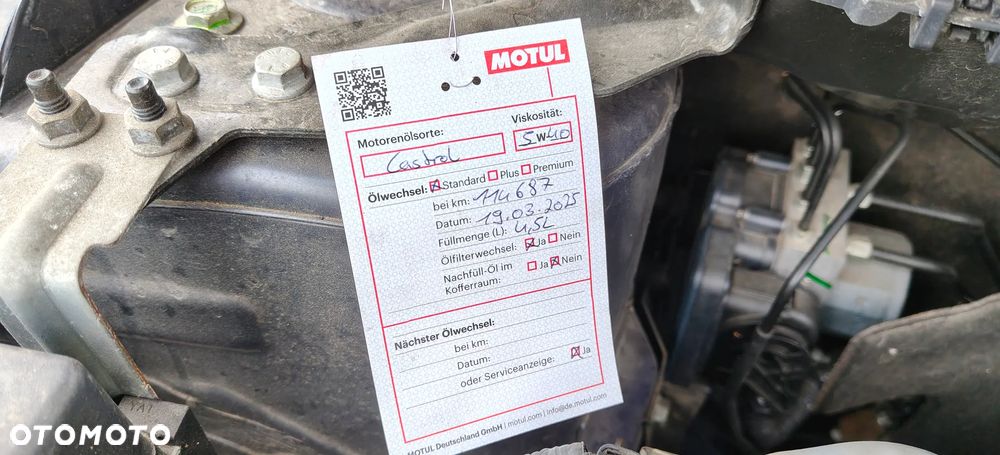 MOTUL
Motorenölsorte: Viskosität:
Castrol 5W40
Ölwechsel: Standard Plus Premium
bei km: 114687
Datum: 19.03.2025
Füllmenge (L): 4,5L
Ölfilterwechsel: Ja Nein
Nachfüll-Öl im
Kofferraum: Ja Nein
Nächster Ölwechsel:
bei km:
Datum:
oder Serviceanzeige: Ja
MOTUL Deutschland GmbH | motul.com | info@de.motul.com
OTOMOTO